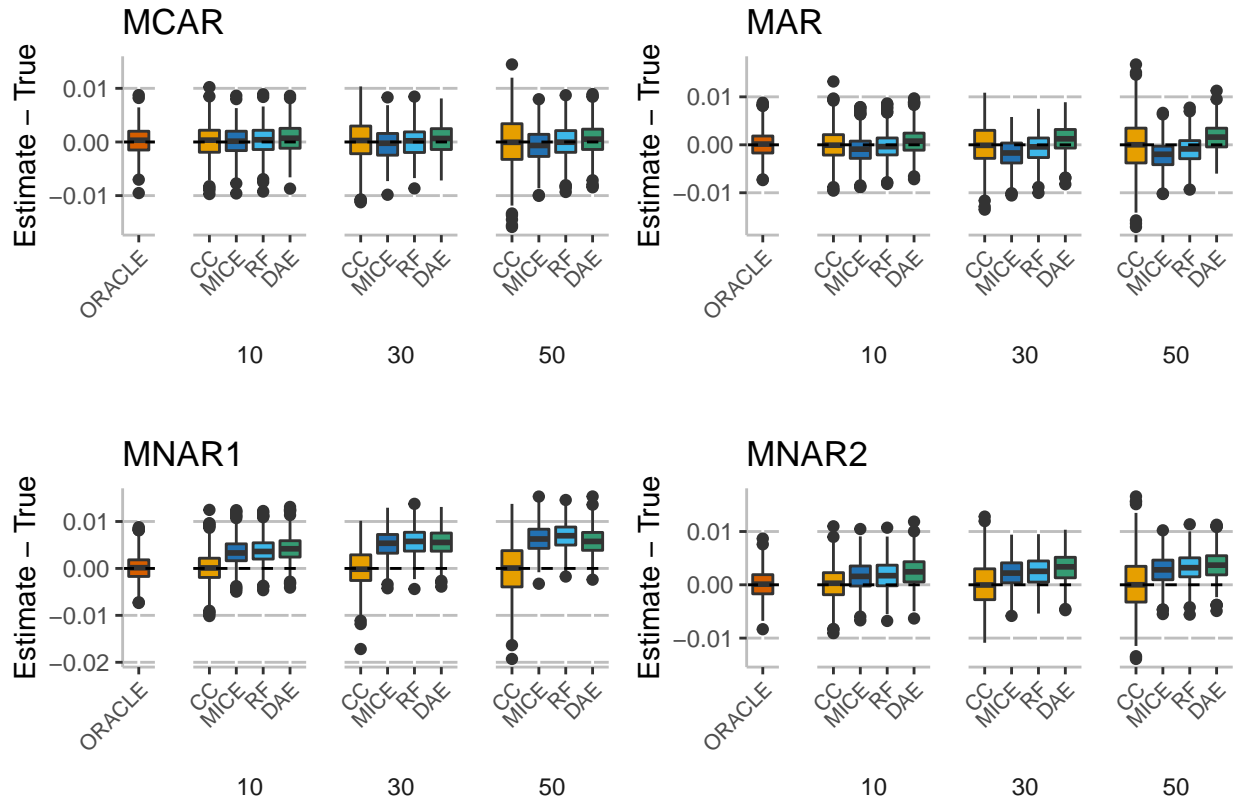 MCAR
Estimate − True
0.01
0.00
−0.01
ORACLE
CC
MICE
RF
DAE
CC
MICE
RF
DAE
CC
MICE
RF
DAE
10
30
50
MAR
Estimate − True
0.01
0.00
−0.01
ORACLE
CC
MICE
RF
DAE
CC
MICE
RF
DAE
CC
MICE
RF
DAE
10
30
50
MNAR1
Estimate − True
0.01
0.00
−0.01
−0.02
ORACLE
CC
MICE
RF
DAE
CC
MICE
RF
DAE
CC
MICE
RF
DAE
10
30
50
MNAR2
Estimate − True
0.01
0.00
−0.01
ORACLE
CC
MICE
RF
DAE
CC
MICE
RF
DAE
CC
MICE
RF
DAE
10
30
50